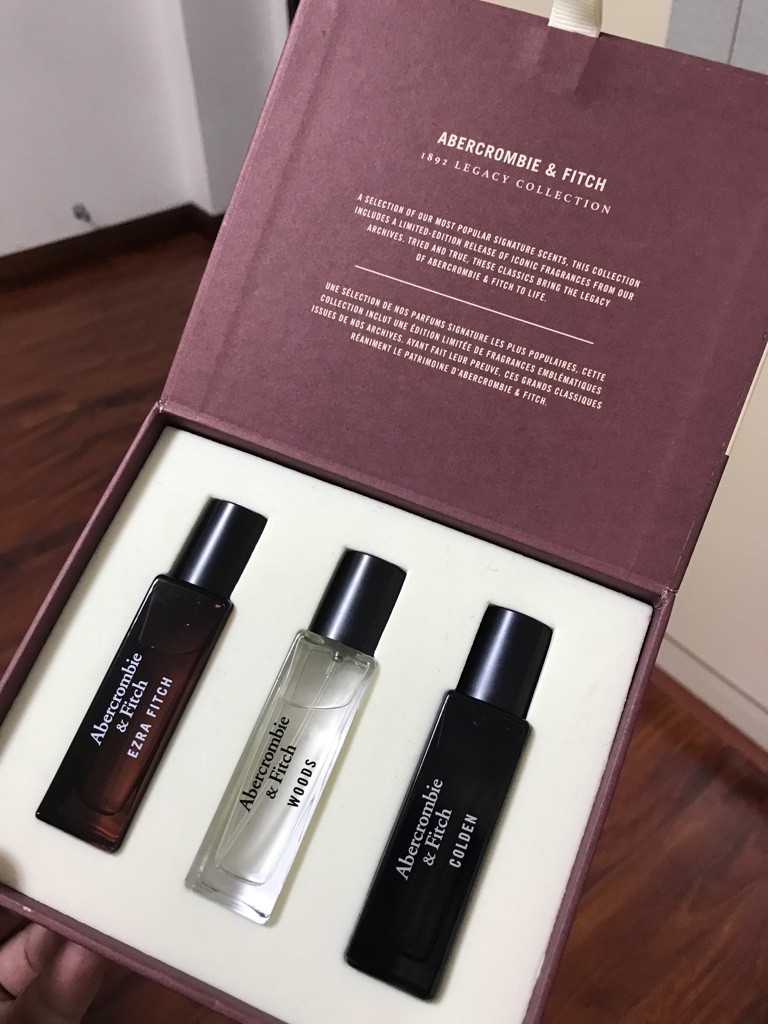 ABERCROMBIE & FITCH
1892 LEGACY COLLECTION
A SELECTION OF OUR MOST POPULAR SIGNATURE SCENTS, THIS COLLECTION
INCLUDES A LIMITED-EDITION RELEASE OF ICONIC FRAGRANCES FROM OUR
ARCHIVES. TRIED AND TRUE, THESE CLASSICS BRING THE LEGACY
OF ABERCROMBIE & FITCH TO LIFE.
UNE SÉLECTION DE NOS PARFUMS SIGNATURE LES PLUS POPULAIRES, CETTE
COLLECTION INCLUT UNE ÉDITION LIMITÉE DE FRAGRANCES EMBLÉMATIQUES
ISSUES DE NOS ARCHIVES. AYANT FAIT LEUR PREUVE, CES GRANDS CLASSIQUES
RÉANIMENT LE PATRIMOINE D'ABERCROMBIE & FITCH.
Abercrombie
& Fitch
EZRA FITCH
Abercrombie
& Fitch
WOODS
Abercrombie
& Fitch
COLDEN